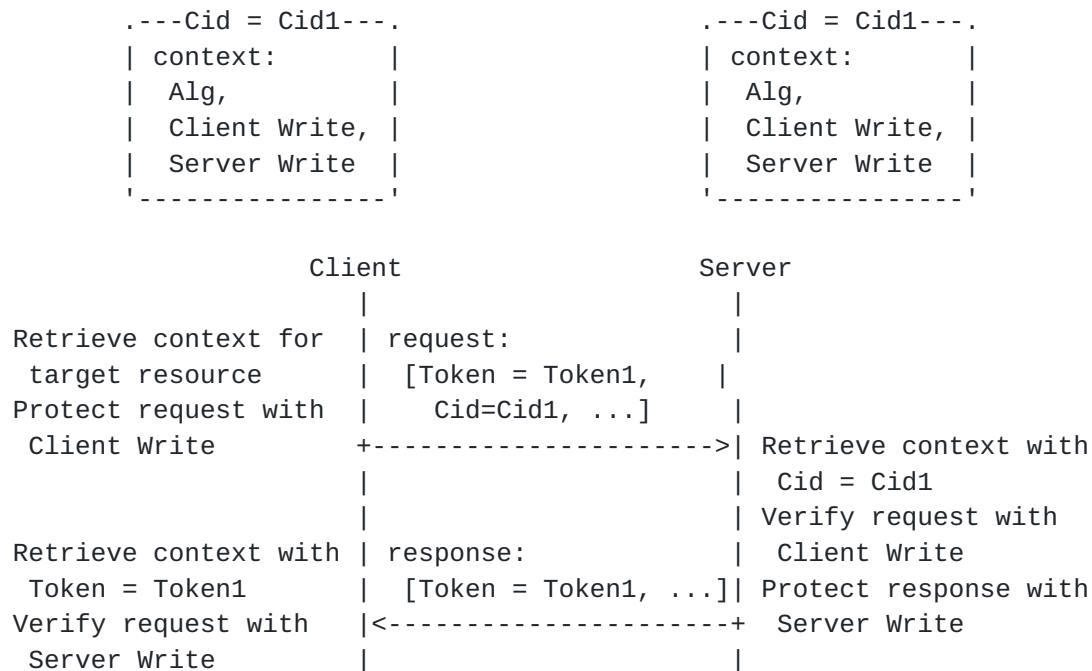 .---Cid = Cid1---.                    .---Cid = Cid1---.
| context:       |                    | context:       |
|  Alg,          |                    |  Alg,          |
|  Client Write, |                    |  Client Write, |
|  Server Write  |                    |  Server Write  |
'----------------'                    '----------------'
Client                   Server
|                        |
Retrieve context for  | request:               |
target resource      |  [Token = Token1,     |
Protect request with  |    Cid=Cid1, ...]     |
Client Write         +---------------------->| Retrieve context with
|                       |  Cid = Cid1
|                       | Verify request with
Retrieve context with | response:             |  Client Write
Token = Token1       |  [Token = Token1, ...]| Protect response with
Verify request with   |<----------------------+  Server Write
Server Write         |                       |